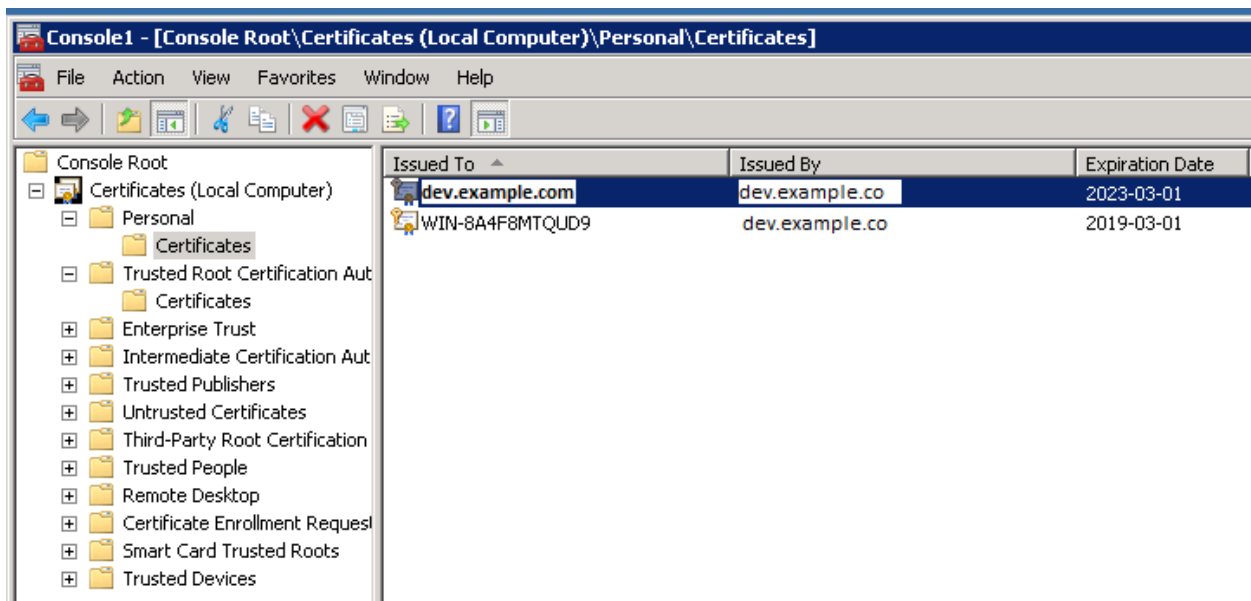 Console1 - [Console Root\Certificates (Local Computer)\Personal\Certificates]
File Action View Favorites Window Help
Console Root
Certificates (Local Computer)
Personal
Certificates
Trusted Root Certification Aut
Certificates
Enterprise Trust
Intermediate Certification Aut
Trusted Publishers
Untrusted Certificates
Third-Party Root Certification
Trusted People
Remote Desktop
Certificate Enrollment Request
Smart Card Trusted Roots
Trusted Devices
Issued To Issued By Expiration Date
dev.example.com dev.example.co 2023-03-01
WIN-8A4F8MTQUD9 dev.example.co 2019-03-01